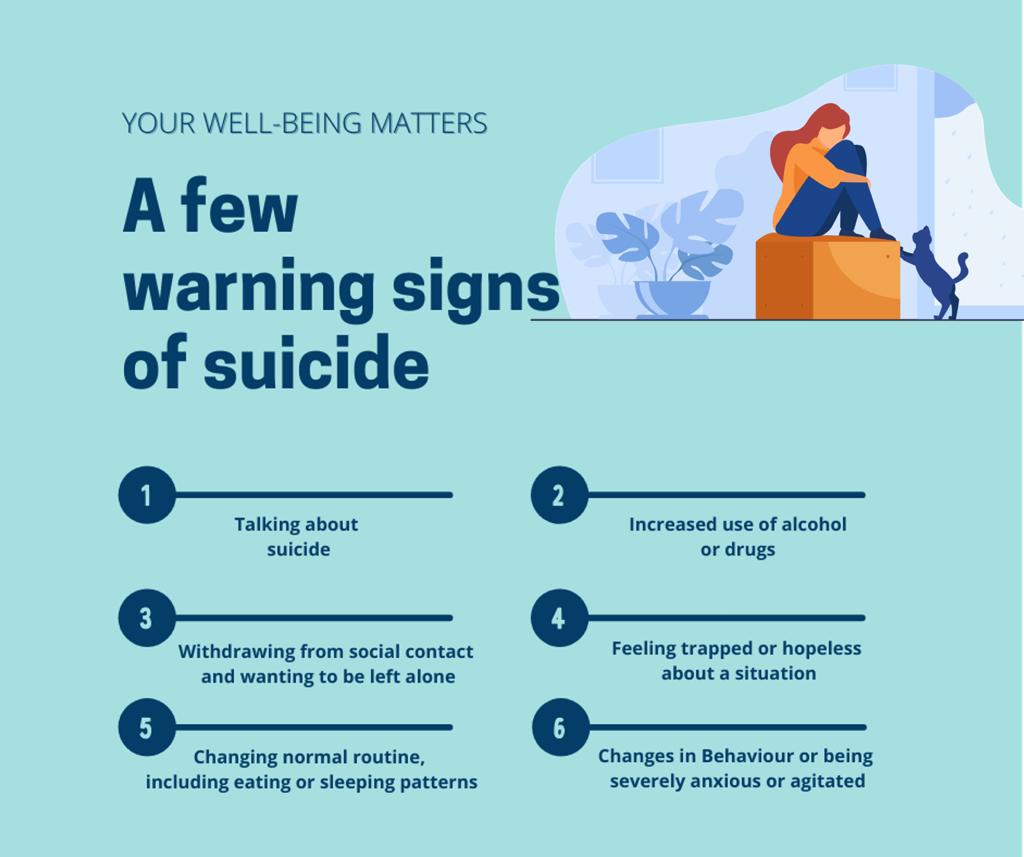 YOUR WELL-BEING MATTERS
A few
warning signs
of suicide
1
Talking about
suicide
2
Increased use of alcohol
or drugs
3
Withdrawing from social contact
and wanting to be left alone
4
Feeling trapped or hopeless
about a situation
5
Changing normal routine,
including eating or sleeping patterns
6
Changes in Behaviour or being
severely anxious or agitated